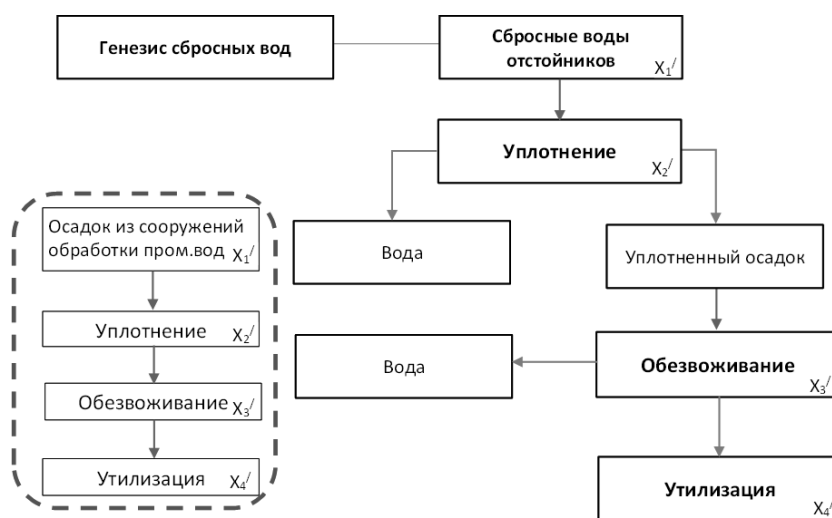 Генезис сбросных вод
Сбросные воды
отстойников
X1/
Уплотнение
X2/
Вода
Уплотненный осадок
Вода
Обезвоживание
X3/
Утилизация
X4/
Осадок из сооружений
обработки пром.вод X1/
Уплотнение X2/
Обезвоживание X3/
Утилизация X4/